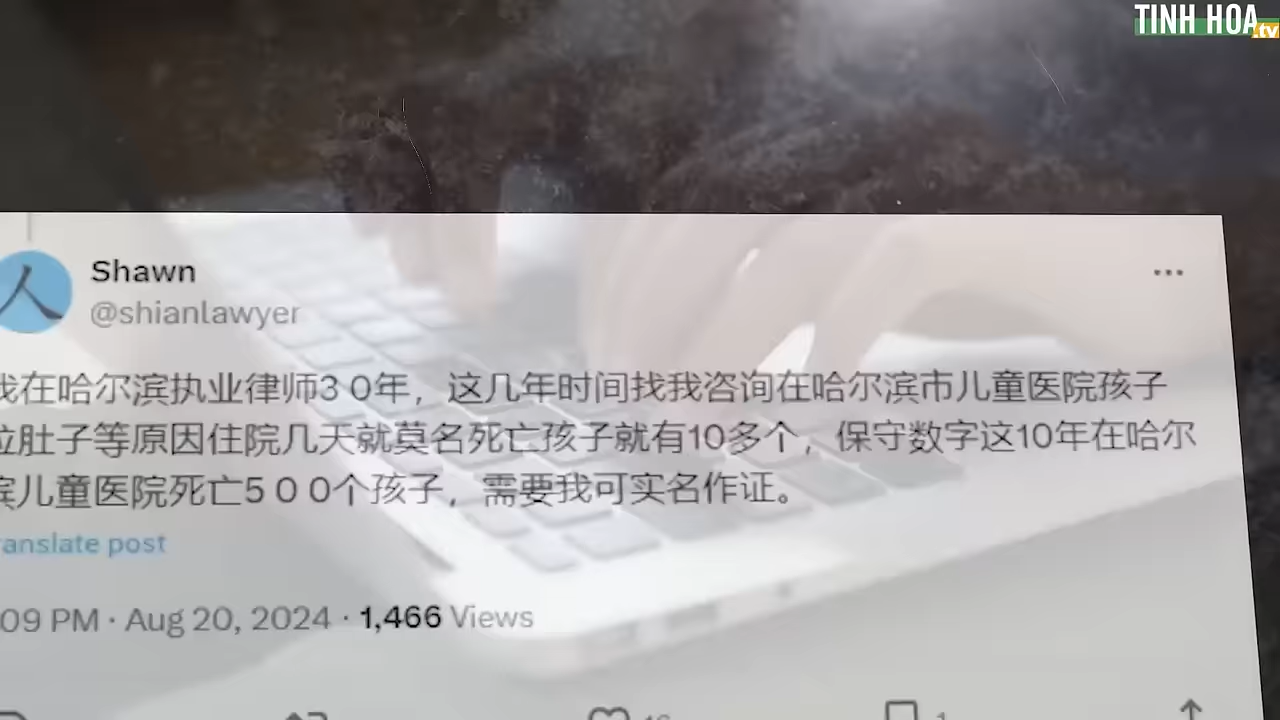 TINH HOA.tv
人
Shawn
@shianlawyer
我在哈尔滨执业律师3 0年，这几年时间找我咨询在哈尔滨市儿童医院孩子
拉肚子等原因住院几天就莫名死亡孩子就有10多个，保守数字这10年在哈尔
滨儿童医院死亡5 0 0个孩子，需要我可实名作证。
ranslate post
:09 PM · Aug 20, 2024 · 1,466 Views
1